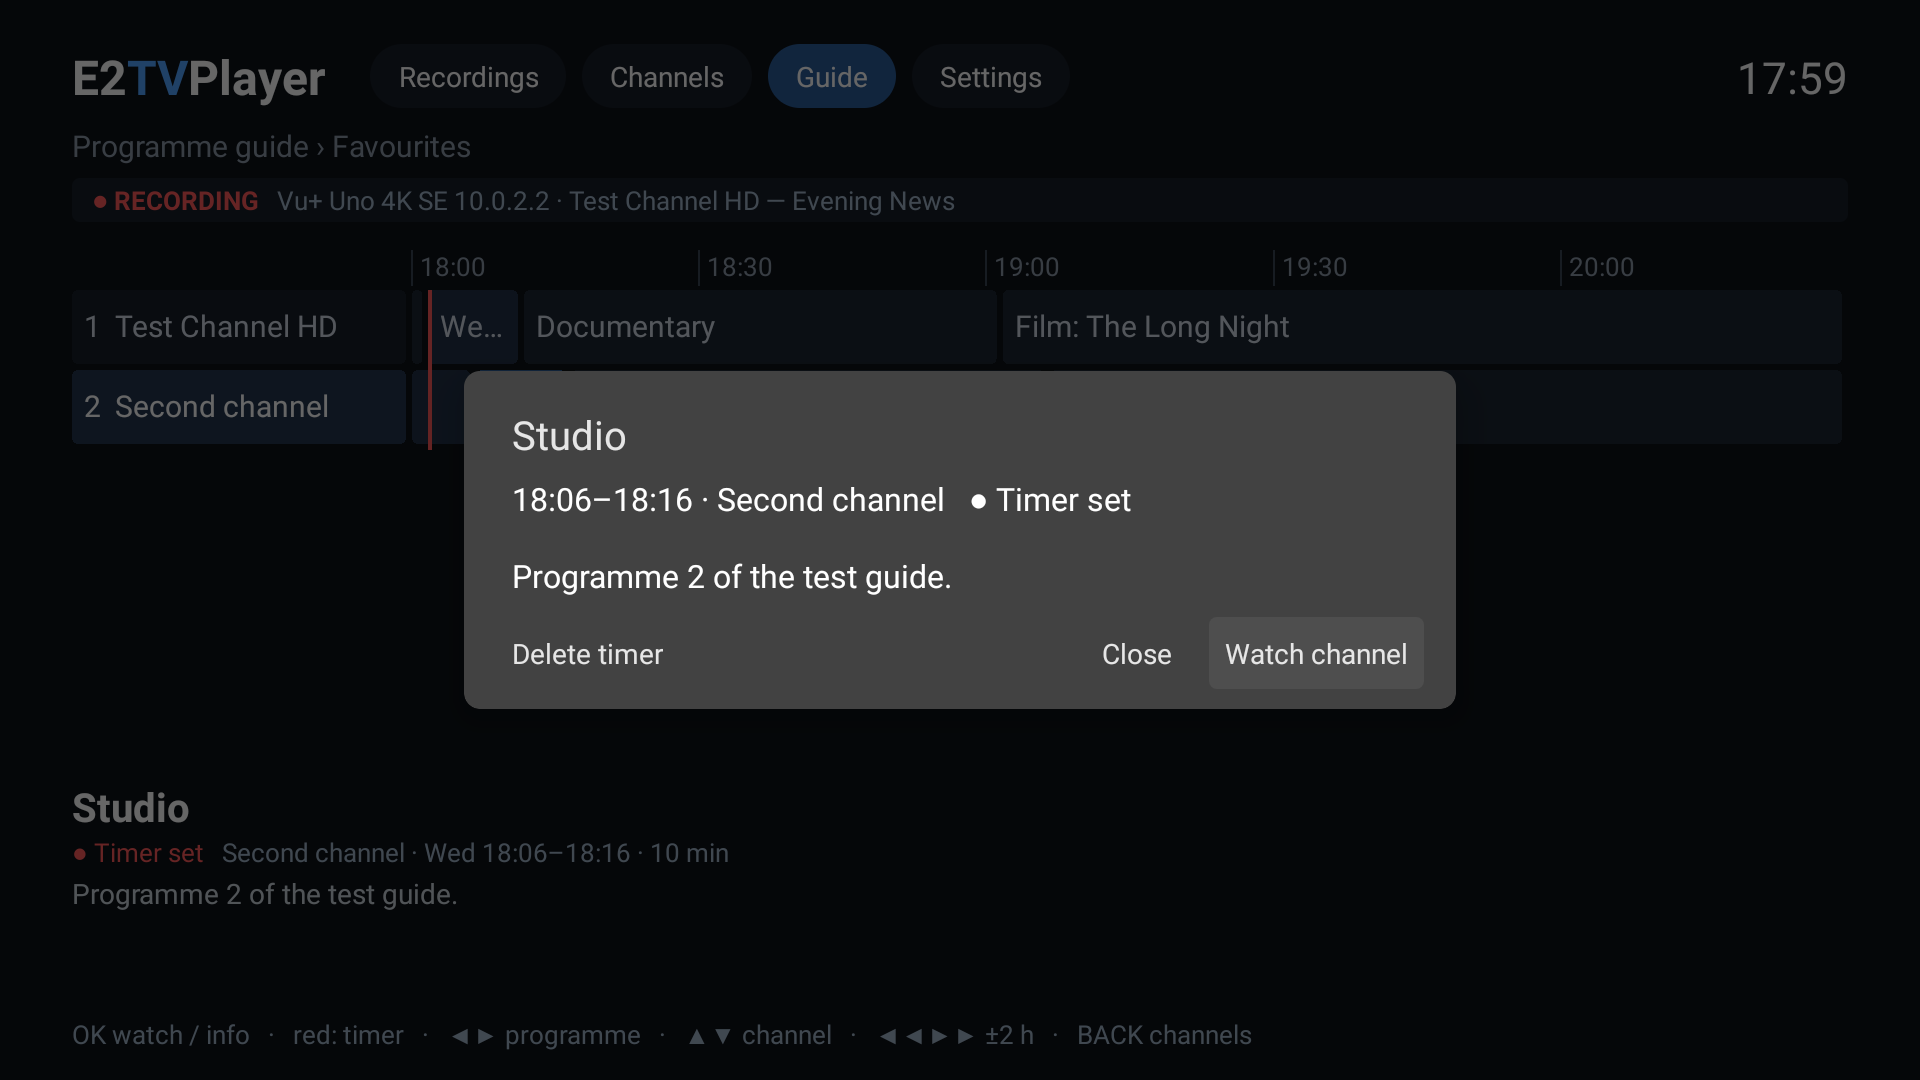 E2TVPlayer Recordings Channels Guide Settings 17:59
Programme guide › Favourites
● RECORDING Vu+ Uno 4K SE 10.0.2.2 · Test Channel HD — Evening News
18:00 18:30 19:00 19:30 20:00
1 Test Channel HD We... Documentary Film: The Long Night
2 Second channel
Studio
18:06–18:16 · Second channel ● Timer set
Programme 2 of the test guide.
Delete timer Close Watch channel
Studio
● Timer set Second channel · Wed 18:06–18:16 · 10 min
Programme 2 of the test guide.
OK watch / info · red: timer · ◄► programme · ▲▼ channel · ◄◄►► ±2 h · BACK channels